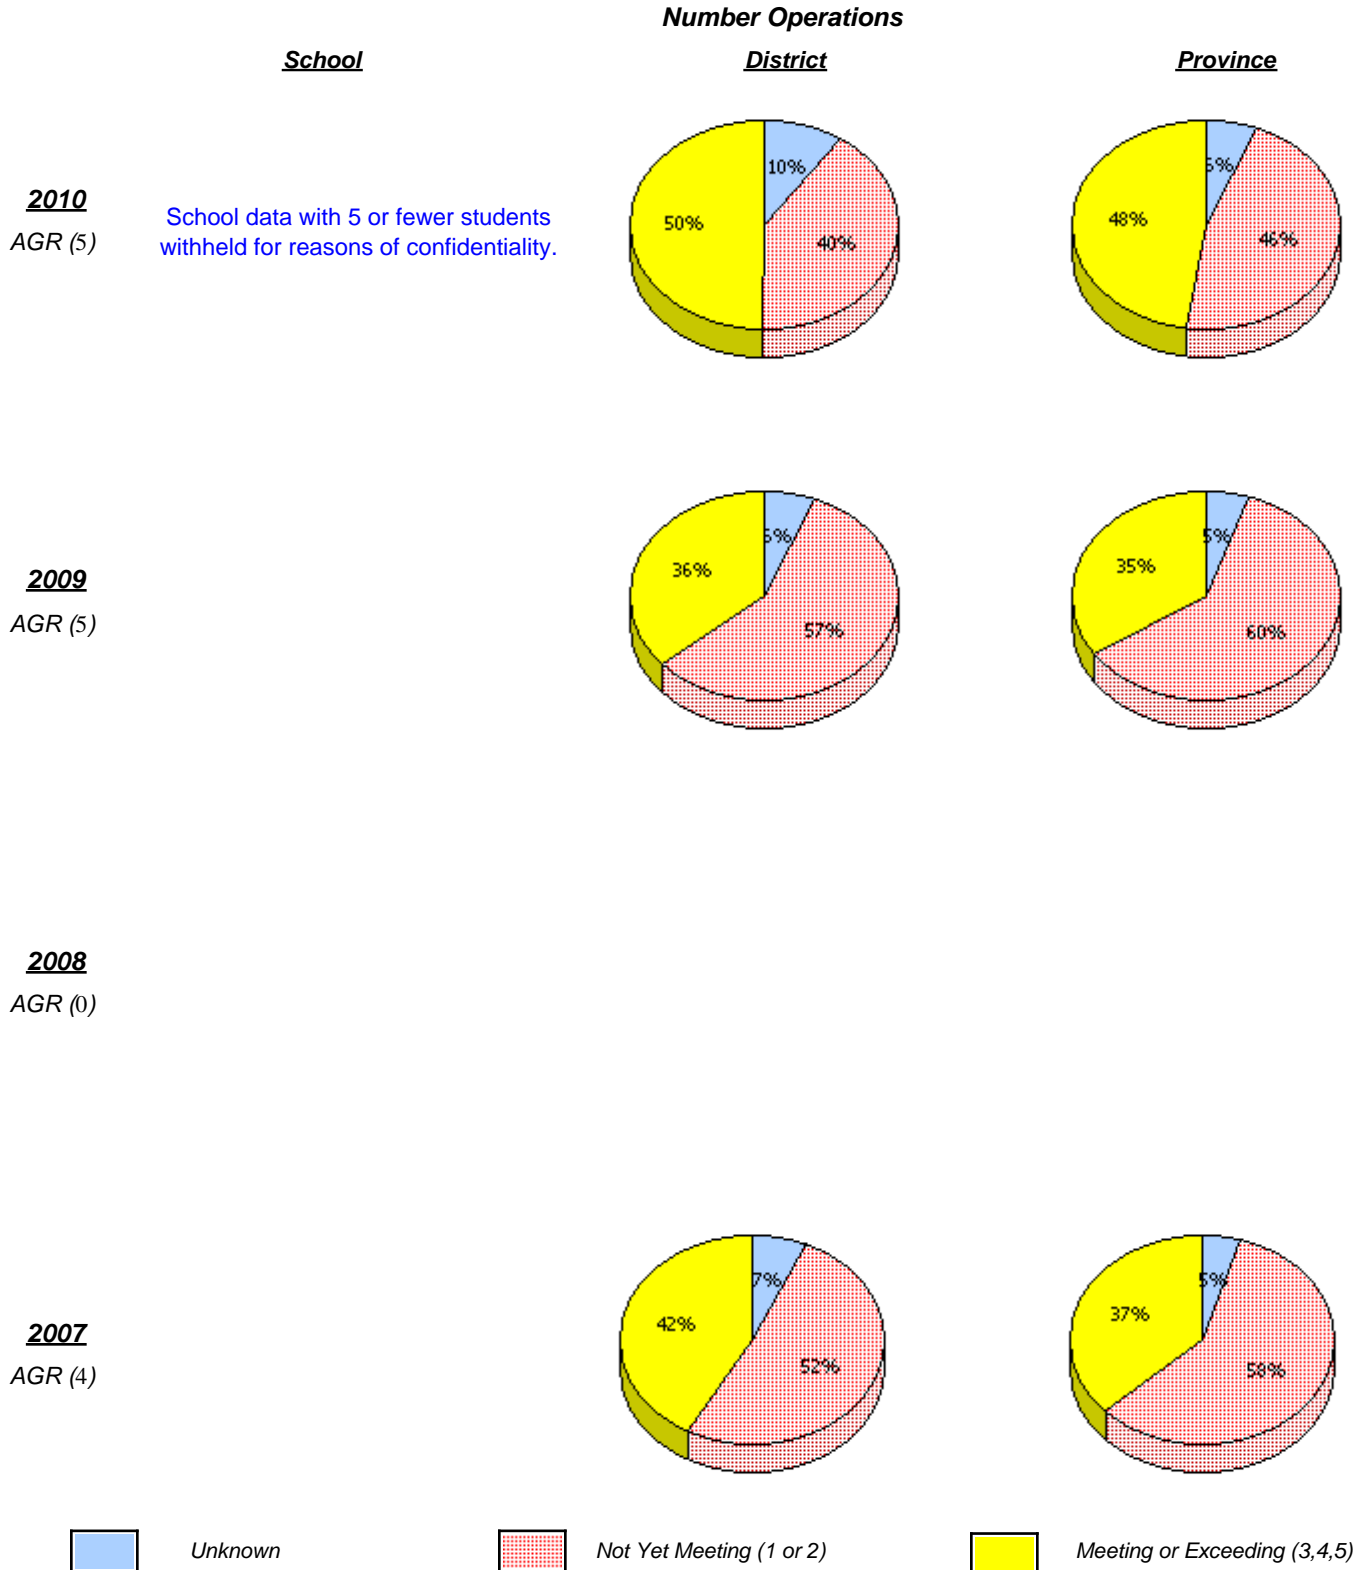 Number Operations
School District Province
2010
AGR (5)
School data with 5 or fewer students
withheld for reasons of confidentiality.
10%
50%
40%
6%
48%
46%
2009
AGR (5)
6%
36%
57%
5%
35%
60%
2008
AGR (0)
2007
AGR (4)
7%
42%
52%
5%
37%
58%
Unknown Not Yet Meeting (1 or 2) Meeting or Exceeding (3,4,5)